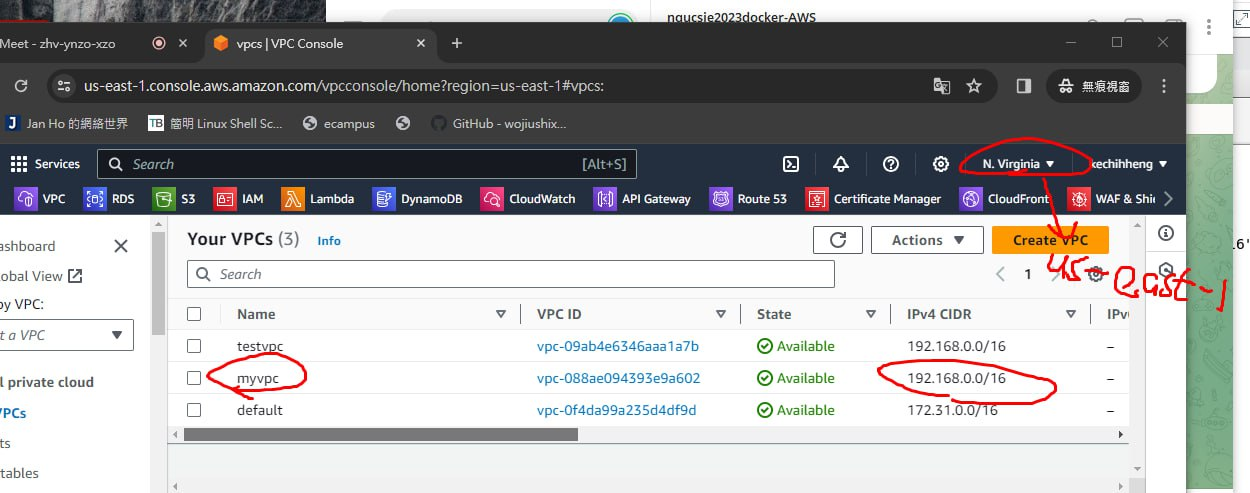 nqucsie2023docker-AWS
Meet - zhv-ynzo-xzo
vpcs | VPC Console
us-east-1.console.aws.amazon.com/vpcconsole/home?region=us-east-1#vpcs:
無痕視窗
Jan Ho 的網絡世界
TB 簡明 Linux Shell Sc...
ecampus
GitHub - wojiushix...
Services
Search
[Alt+S]
N. Virginia
kechihheng
VPC
RDS
S3
IAM
Lambda
DynamoDB
CloudWatch
API Gateway
Route 53
Certificate Manager
CloudFront
WAF & Shi
ashboard
Your VPCs (3) Info
Actions
Create VPC
us-east-1
lobal View
Search
1
by VPC:
t a VPC
Name VPC ID State IPv4 CIDR IPv
testvpc vpc-09ab4e6346aaa1a7b Available 192.168.0.0/16 –
myvpc vpc-088ae094393e9a602 Available 192.168.0.0/16 –
default vpc-0f4da99a235d4df9d Available 172.31.0.0/16 –
l private cloud
VPCs
ts
tables
16"